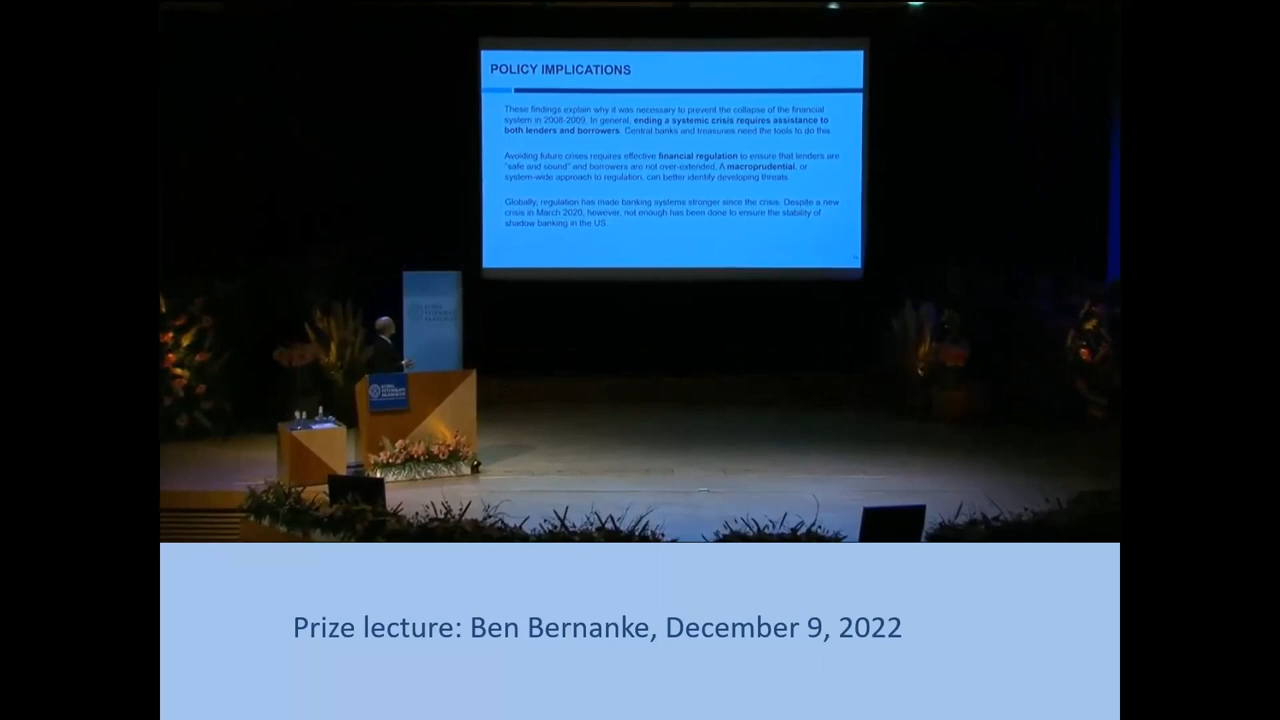 POLICY IMPLICATIONS
These findings explain why it was necessary to prevent the collapse of the financial
system in 2008-2009. In general, ending a systemic crisis requires assistance to
both lenders and borrowers. Central banks and treasuries need the tools to do this.
Avoiding future crises requires effective financial regulation to ensure that lenders are
"safe and sound" and borrowers are not over-extended. A macroprudential, or
system-wide approach to regulation, can better identify developing threats.
Globally, regulation has made banking systems stronger since the crisis. Despite a new
crisis in March 2020, however, not enough has been done to ensure the stability of
shadow banking in the US.
Prize lecture: Ben Bernanke, December 9, 2022